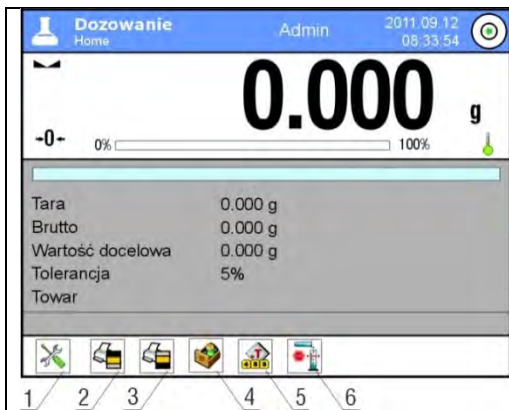 Dozowanie
Home
Admin
2011.09.12
08:33:54
0.000 g
→0←
0% 100%
Tara 0.000 g
Brutto 0.000 g
Wartość docelowa 0.000 g
Tolerancja 5%
Towar
1 2 3 4 5 6